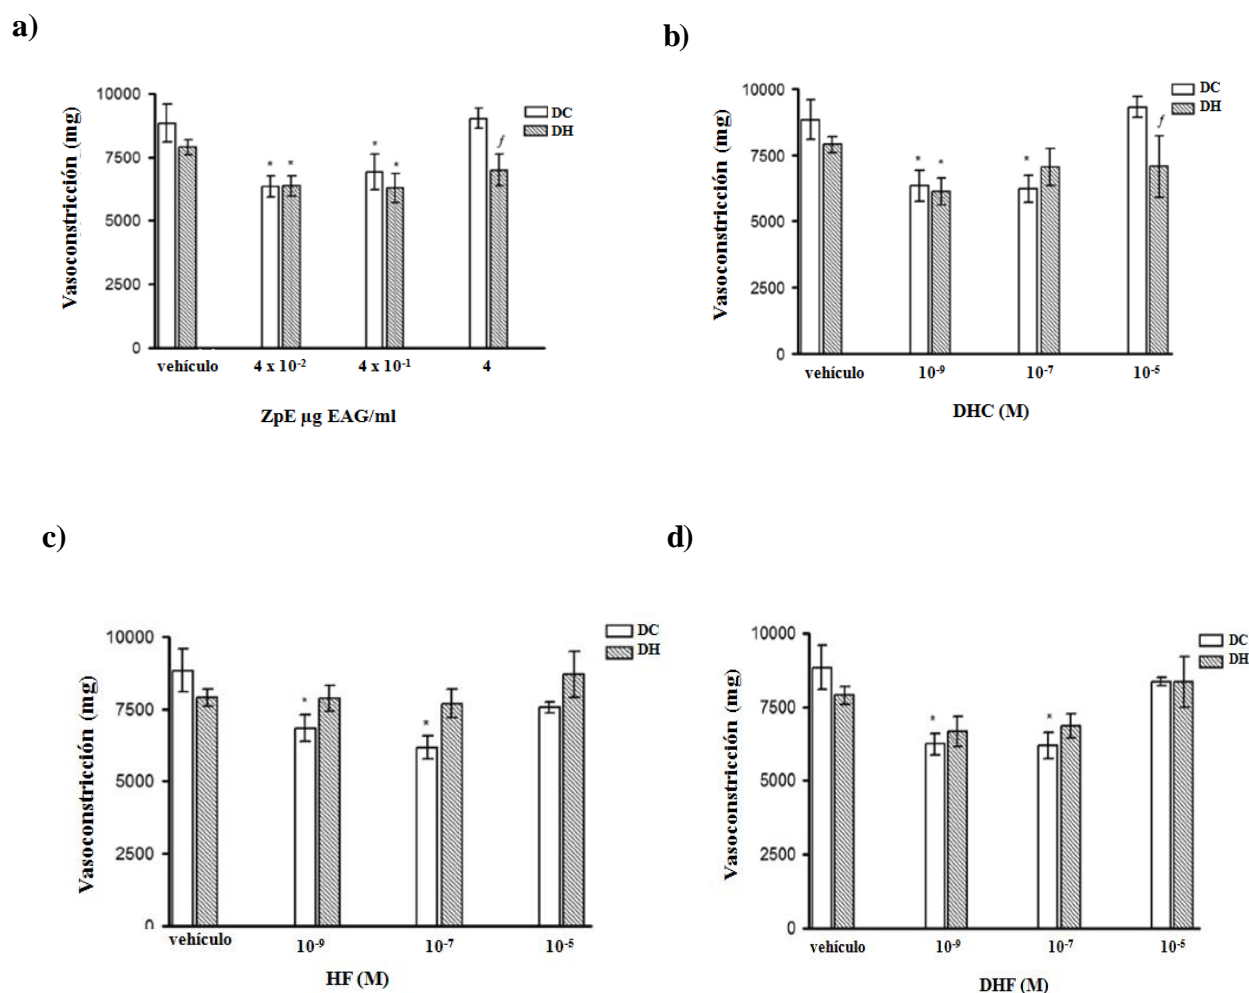 a)
Vasoconstricción (mg)
10000
7500
5000
2500
0
DC
DH
* * * * ƒ
vehículo 4 x 10⁻² 4 x 10⁻¹ 4
ZpE µg EAG/ml
b)
Vasoconstricción (mg)
10000
7500
5000
2500
0
DC
DH
* * * ƒ
vehículo 10⁻⁹ 10⁻⁷ 10⁻⁵
DHC (M)
c)
Vasoconstricción (mg)
10000
7500
5000
2500
0
DC
DH
* *
vehículo 10⁻⁹ 10⁻⁷ 10⁻⁵
HF (M)
d)
Vasoconstricción (mg)
10000
7500
5000
2500
0
DC
DH
* *
vehículo 10⁻⁹ 10⁻⁷ 10⁻⁵
DHF (M)